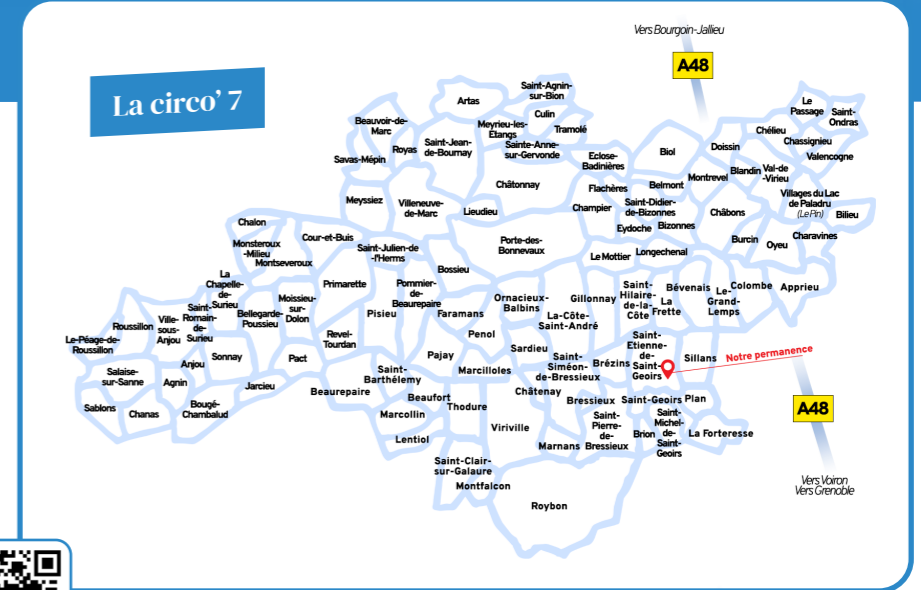 La circo’ 7
Vers Bourgoin-Jallieu
A48
Artas
Saint-Agnin-
sur-Bion
Culin
Tramolé
Meyrieu-les-
Etangs
Sainte-Anne-
sur-Gervonde
Beauvoir-de-
Marc
Royas
Saint-Jean-
de-Bournay
Savas-Mépin
Eclose-
Badinières
Biol
Doissin
Chélieu
Le
Passage
Saint-
Ondras
Chassignieu
Valencogne
Blandin
Val-de
-Virieu
Montrevel
Belmont
Flachères
Châtonnay
Meyssiez
Villeneuve-
de-Marc
Lieudieu
Champier
Saint-Didier-
de-Bizonnes
Eydoche
Bizonnes
Châbons
Villages du Lac
de Paladru
(Le Pin)
Bilieu
Burcin
Oyeu
Charavines
Chalon
Monsteroux
-Milieu
Montseveroux
Cour-et-Buis
Saint-Julien-de
-l'Herms
Porte-des-
Bonnevaux
Le Mottier
Longechenal
Bossieu
La
Chapelle-
de-
Surieu
Primarette
Pommier-
de-
Beaurepaire
Pisieu
Faramans
Ornacieux-
Balbins
Gillonnay
La-Côte-
Saint-André
Saint-
Hilaire-
de-la-
Côte
La
Frette
Bévenais
Le-
Grand-
Lemps
Colombe
Apprieu
Roussillon
Ville-
sous-
Anjou
Saint-
Romain-
de-
Surieu
Bellegarde-
Poussieu
Moissieu-
sur-
Dolon
Le-Péage-de-
Roussillon
Revel-
Tourdan
Penol
Sardieu
Saint-
Etienne-
de-
Saint-
Geoirs
Sillans
Notre permanence
Anjou
Sonnay
Pact
Pajay
Marcilloles
Saint-
Siméon-
de-Bressieux
Brézins
Salaise-
sur-Sanne
Agnin
Jarcieu
Beaurepaire
Saint-
Barthélemy
Beaufort
Thodure
Châtenay
Bressieux
Saint-Geoirs
Plan
Sablons
Chanas
Bougé-
Chambalud
Marcollin
Lentiol
Viriville
Marnans
Saint-
Pierre-
de-
Bressieux
Brion
Saint-
Michel-
de-
Saint-
Geoirs
La Forteresse
A48
Saint-Clair-
sur-Galaure
Montfalcon
Roybon
Vers Voiron
Vers Grenoble